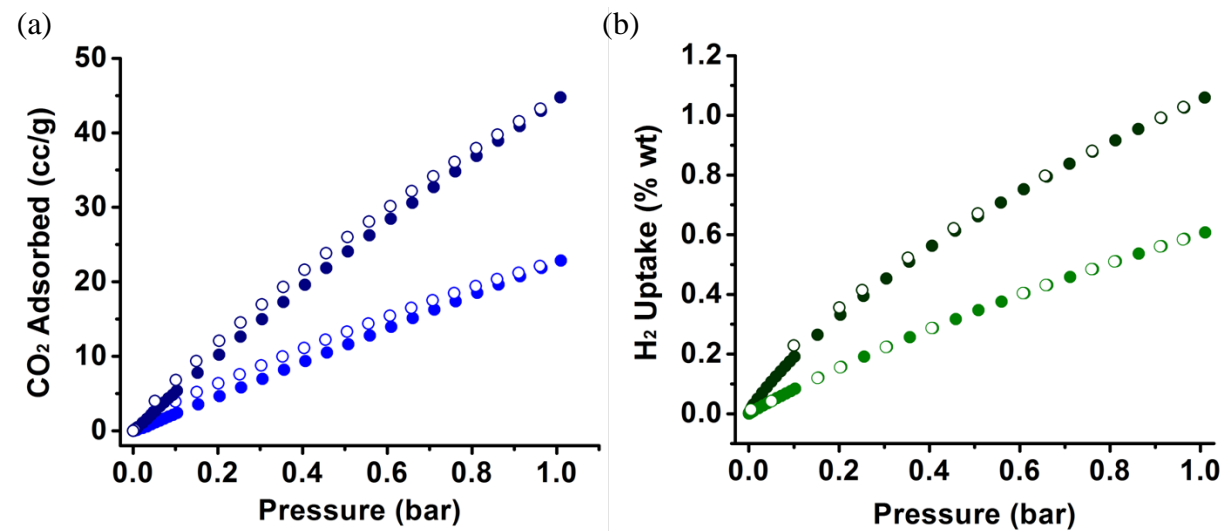 (a)
50
40
30
20
10
0
CO₂ Adsorbed (cc/g)
0.0 0.2 0.4 0.6 0.8 1.0
Pressure (bar)
(b)
1.2
1.0
0.8
0.6
0.4
0.2
0.0
H₂ Uptake (% wt)
0.0 0.2 0.4 0.6 0.8 1.0
Pressure (bar)